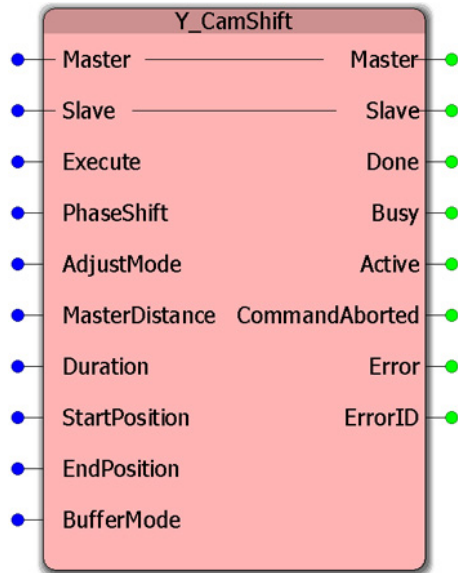 Y_CamShift
Master Master
Slave Slave
Execute Done
PhaseShift Busy
AdjustMode Active
MasterDistance CommandAborted
Duration Error
StartPosition ErrorID
EndPosition
BufferMode